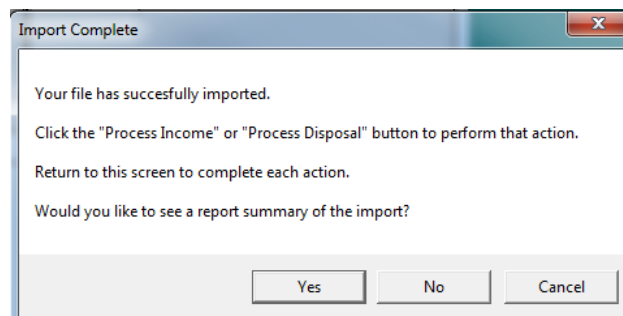 Import Complete
Your file has succesfully imported.
Click the "Process Income" or "Process Disposal" button to perform that action.
Return to this screen to complete each action.
Would you like to see a report summary of the import?
Yes No Cancel